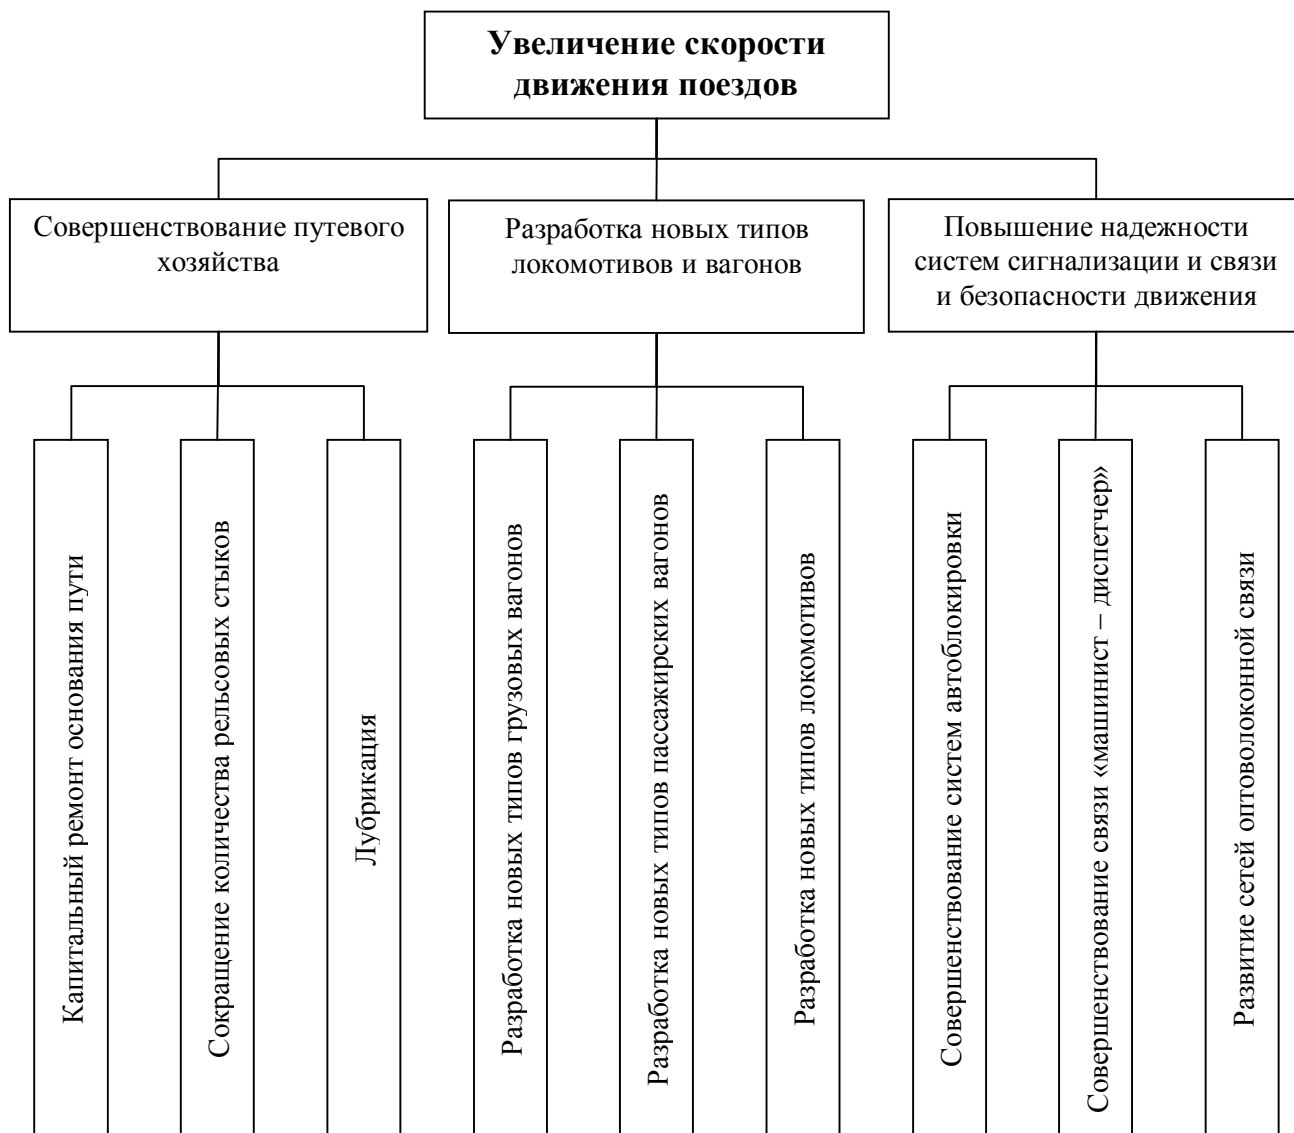 Увеличение скорости
движения поездов
Совершенствование путевого
хозяйства
Разработка новых типов
локомотивов и вагонов
Повышение надежности
систем сигнализации и связи
и безопасности движения
Капитальный ремонт основания пути
Сокращение количества рельсовых стыков
Лубрикация
Разработка новых типов грузовых вагонов
Разработка новых типов пассажирских вагонов
Разработка новых типов локомотивов
Совершенствование систем автоблокировки
Совершенствование связи «машинист – диспетчер»
Развитие сетей оптоволоконной связи